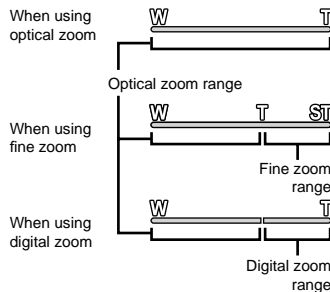 When using
optical zoom
W T
Optical zoom range
When using
fine zoom
W T ST
Fine zoom
range
When using
digital zoom
W T
Digital zoom
range